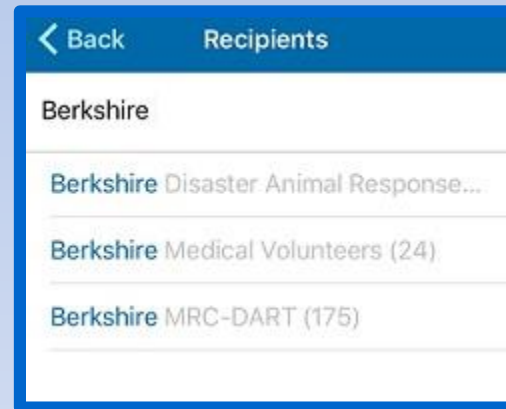 Back Recipients
Berkshire
Berkshire Disaster Animal Response...
Berkshire Medical Volunteers (24)
Berkshire MRC-DART (175)